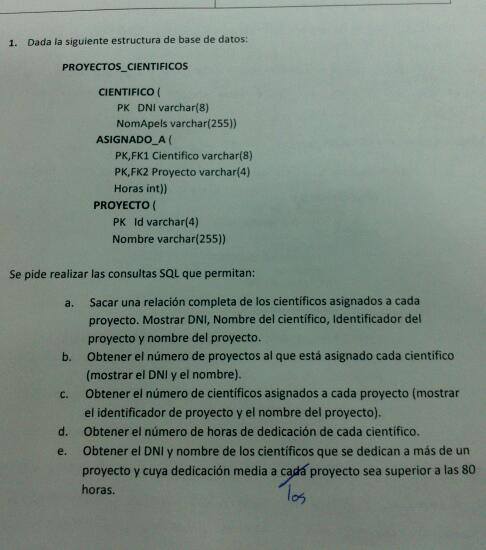 1. Dada la siguiente estructura de base de datos:
PROYECTOS_CIENTIFICOS
CIENTIFICO (
PK DNI varchar(8)
NomApels varchar(255))
ASIGNADO_A (
PK,FK1 Cientifico varchar(8)
PK,FK2 Proyecto varchar(4)
Horas int))
PROYECTO (
PK Id varchar(4)
Nombre varchar(255))
Se pide realizar las consultas SQL que permitan:
a. Sacar una relación completa de los científicos asignados a cada
proyecto. Mostrar DNI, Nombre del científico, Identificador del
proyecto y nombre del proyecto.
b. Obtener el número de proyectos al que está asignado cada científico
(mostrar el DNI y el nombre).
c. Obtener el número de científicos asignados a cada proyecto (mostrar
el identificador de proyecto y el nombre del proyecto).
d. Obtener el número de horas de dedicación de cada científico.
e. Obtener el DNI y nombre de los científicos que se dedican a más de un
proyecto y cuya dedicación media a cada proyecto sea superior a las 80
horas.
los